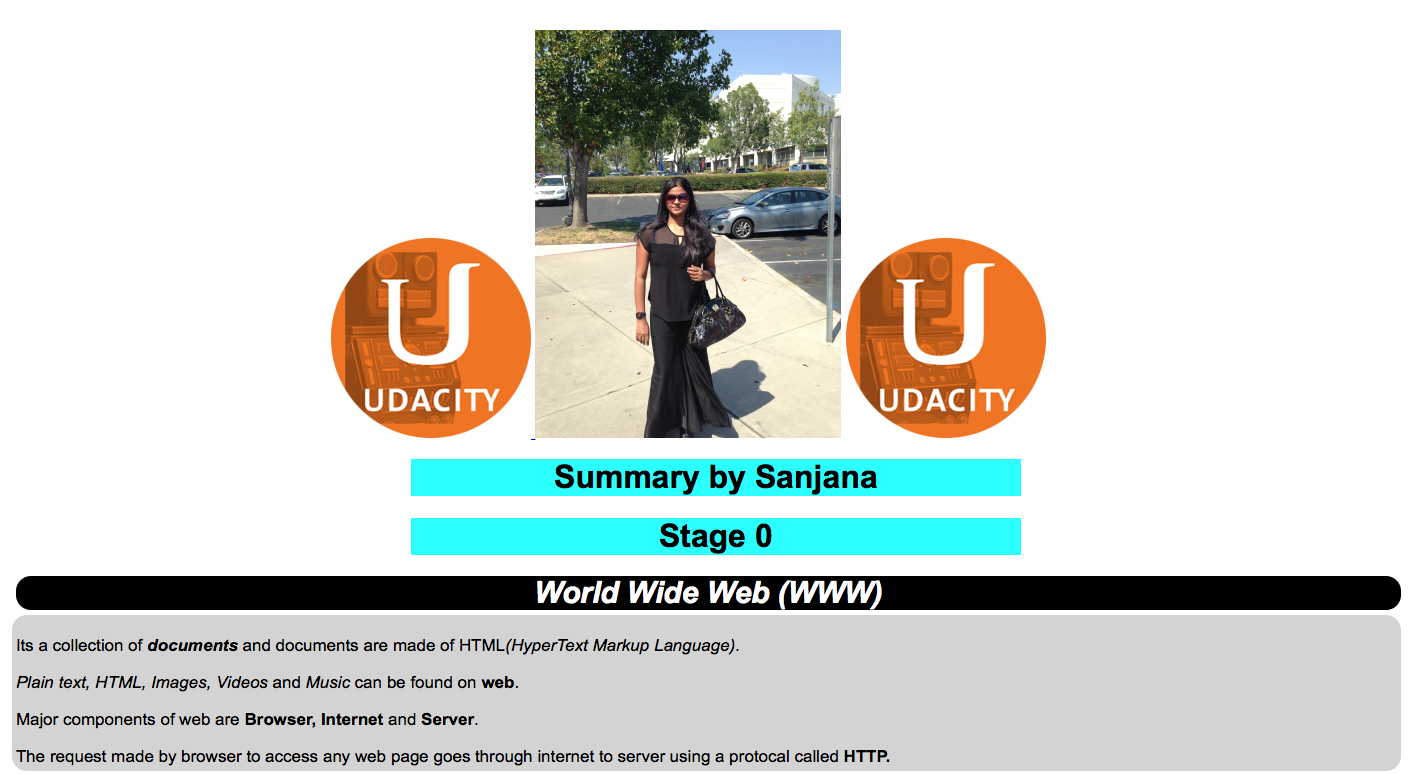 U
UDACITY
U
UDACITY
Summary by Sanjana
Stage 0
World Wide Web (WWW)
Its a collection of documents and documents are made of HTML(HyperText Markup Language).
Plain text, HTML, Images, Videos and Music can be found on web.
Major components of web are Browser, Internet and Server.
The request made by browser to access any web page goes through internet to server using a protocal called HTTP.